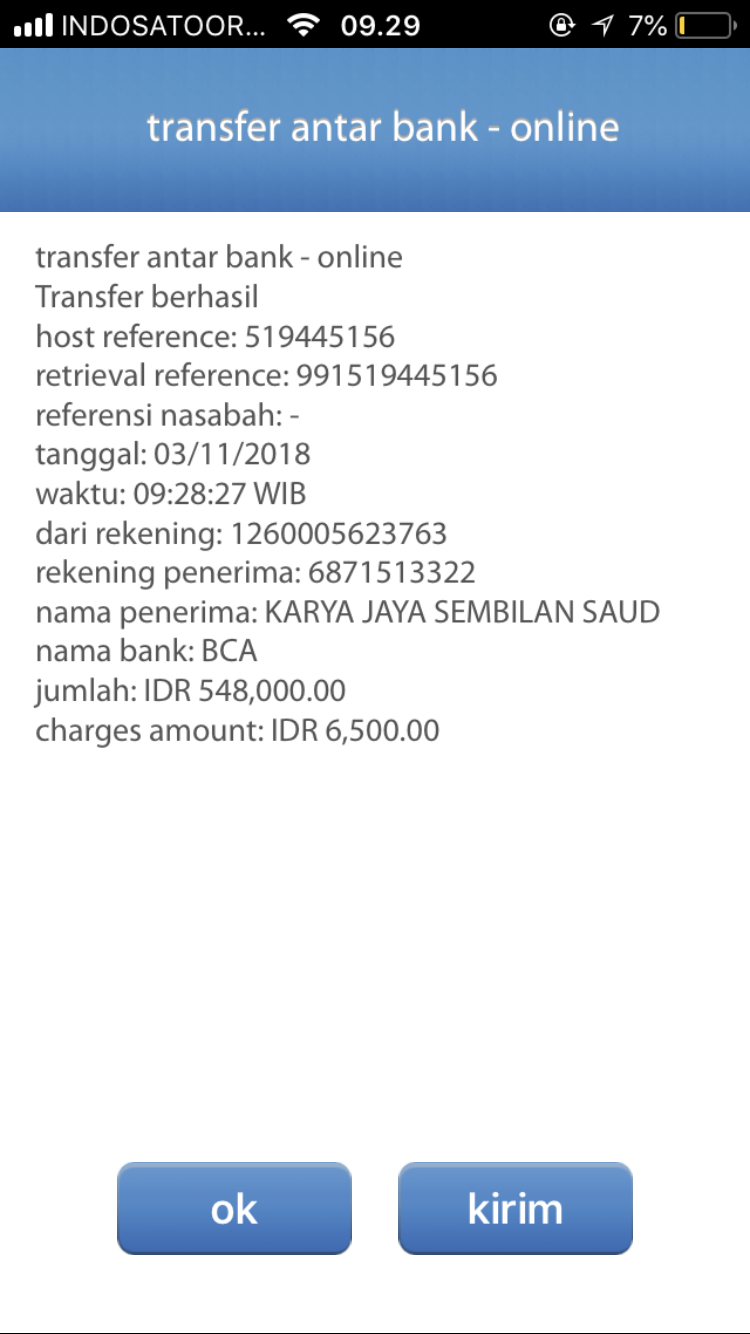 INDOSATOOR... 09.29 7%
transfer antar bank - online
transfer antar bank - online
Transfer berhasil
host reference: 519445156
retrieval reference: 991519445156
referensi nasabah: -
tanggal: 03/11/2018
waktu: 09:28:27 WIB
dari rekening: 1260005623763
rekening penerima: 6871513322
nama penerima: KARYA JAYA SEMBILAN SAUD
nama bank: BCA
jumlah: IDR 548,000.00
charges amount: IDR 6,500.00
ok kirim